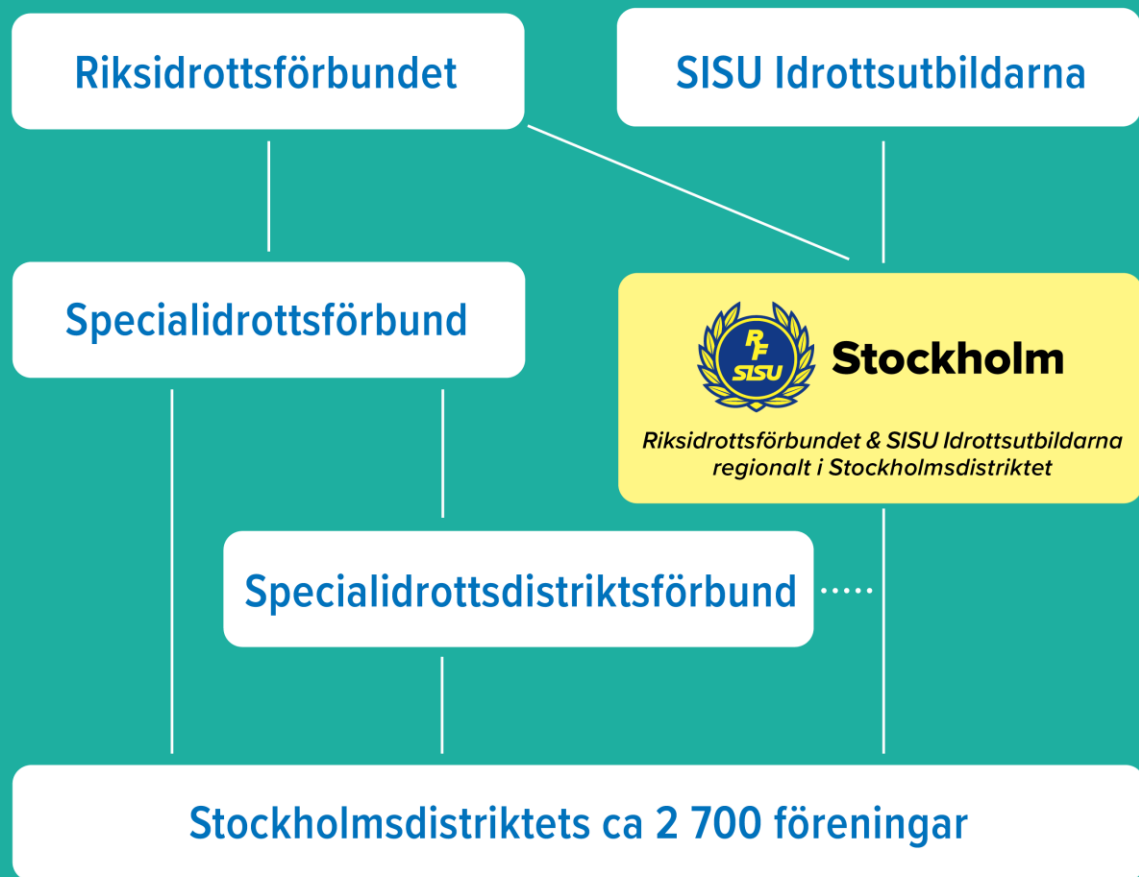 Riksidrottsförbundet
SISU Idrottsutbildarna
Specialidrottsförbund
RF
SISU
Stockholm
Riksidrottsförbundet & SISU Idrottsutbildarna
regionalt i Stockholmsdistriktet
Specialidrottsdistriktsförbund
Stockholmsdistriktets ca 2 700 föreningar